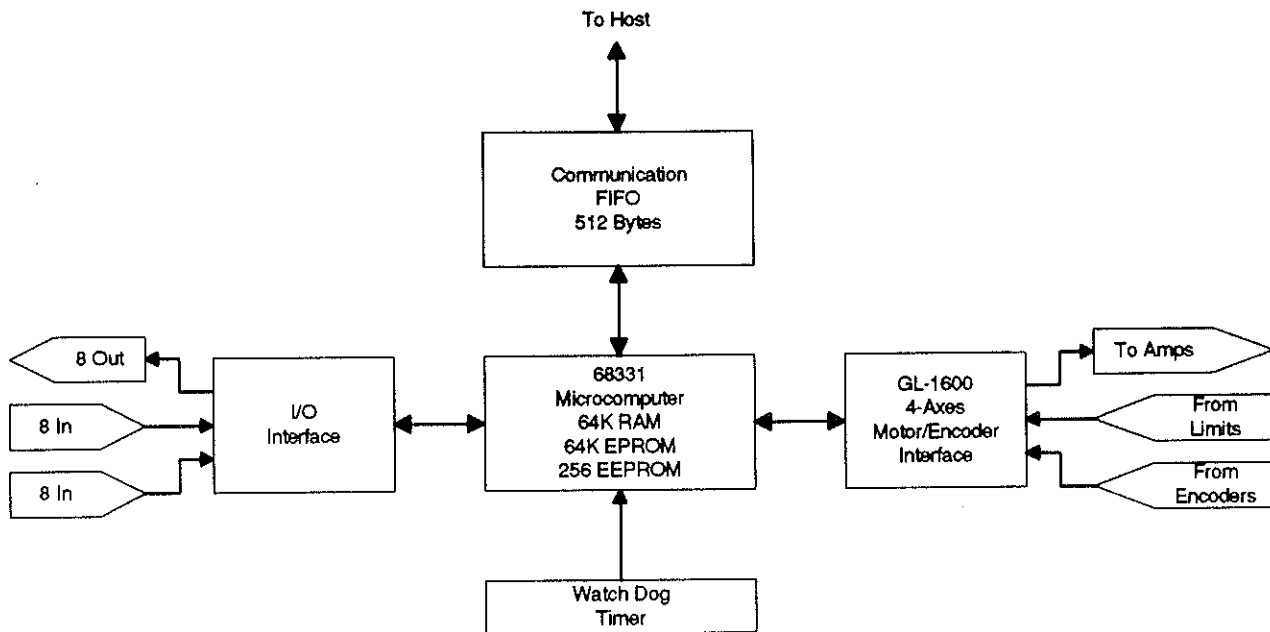 To Host
Communication
FIFO
512 Bytes
8 Out
8 In
8 In
I/O
Interface
68331
Microcomputer
64K RAM
64K EPROM
256 EEPROM
GL-1600
4-Axes
Motor/Encoder
Interface
To Amps
From
Limits
From
Encoders
Watch Dog
Timer